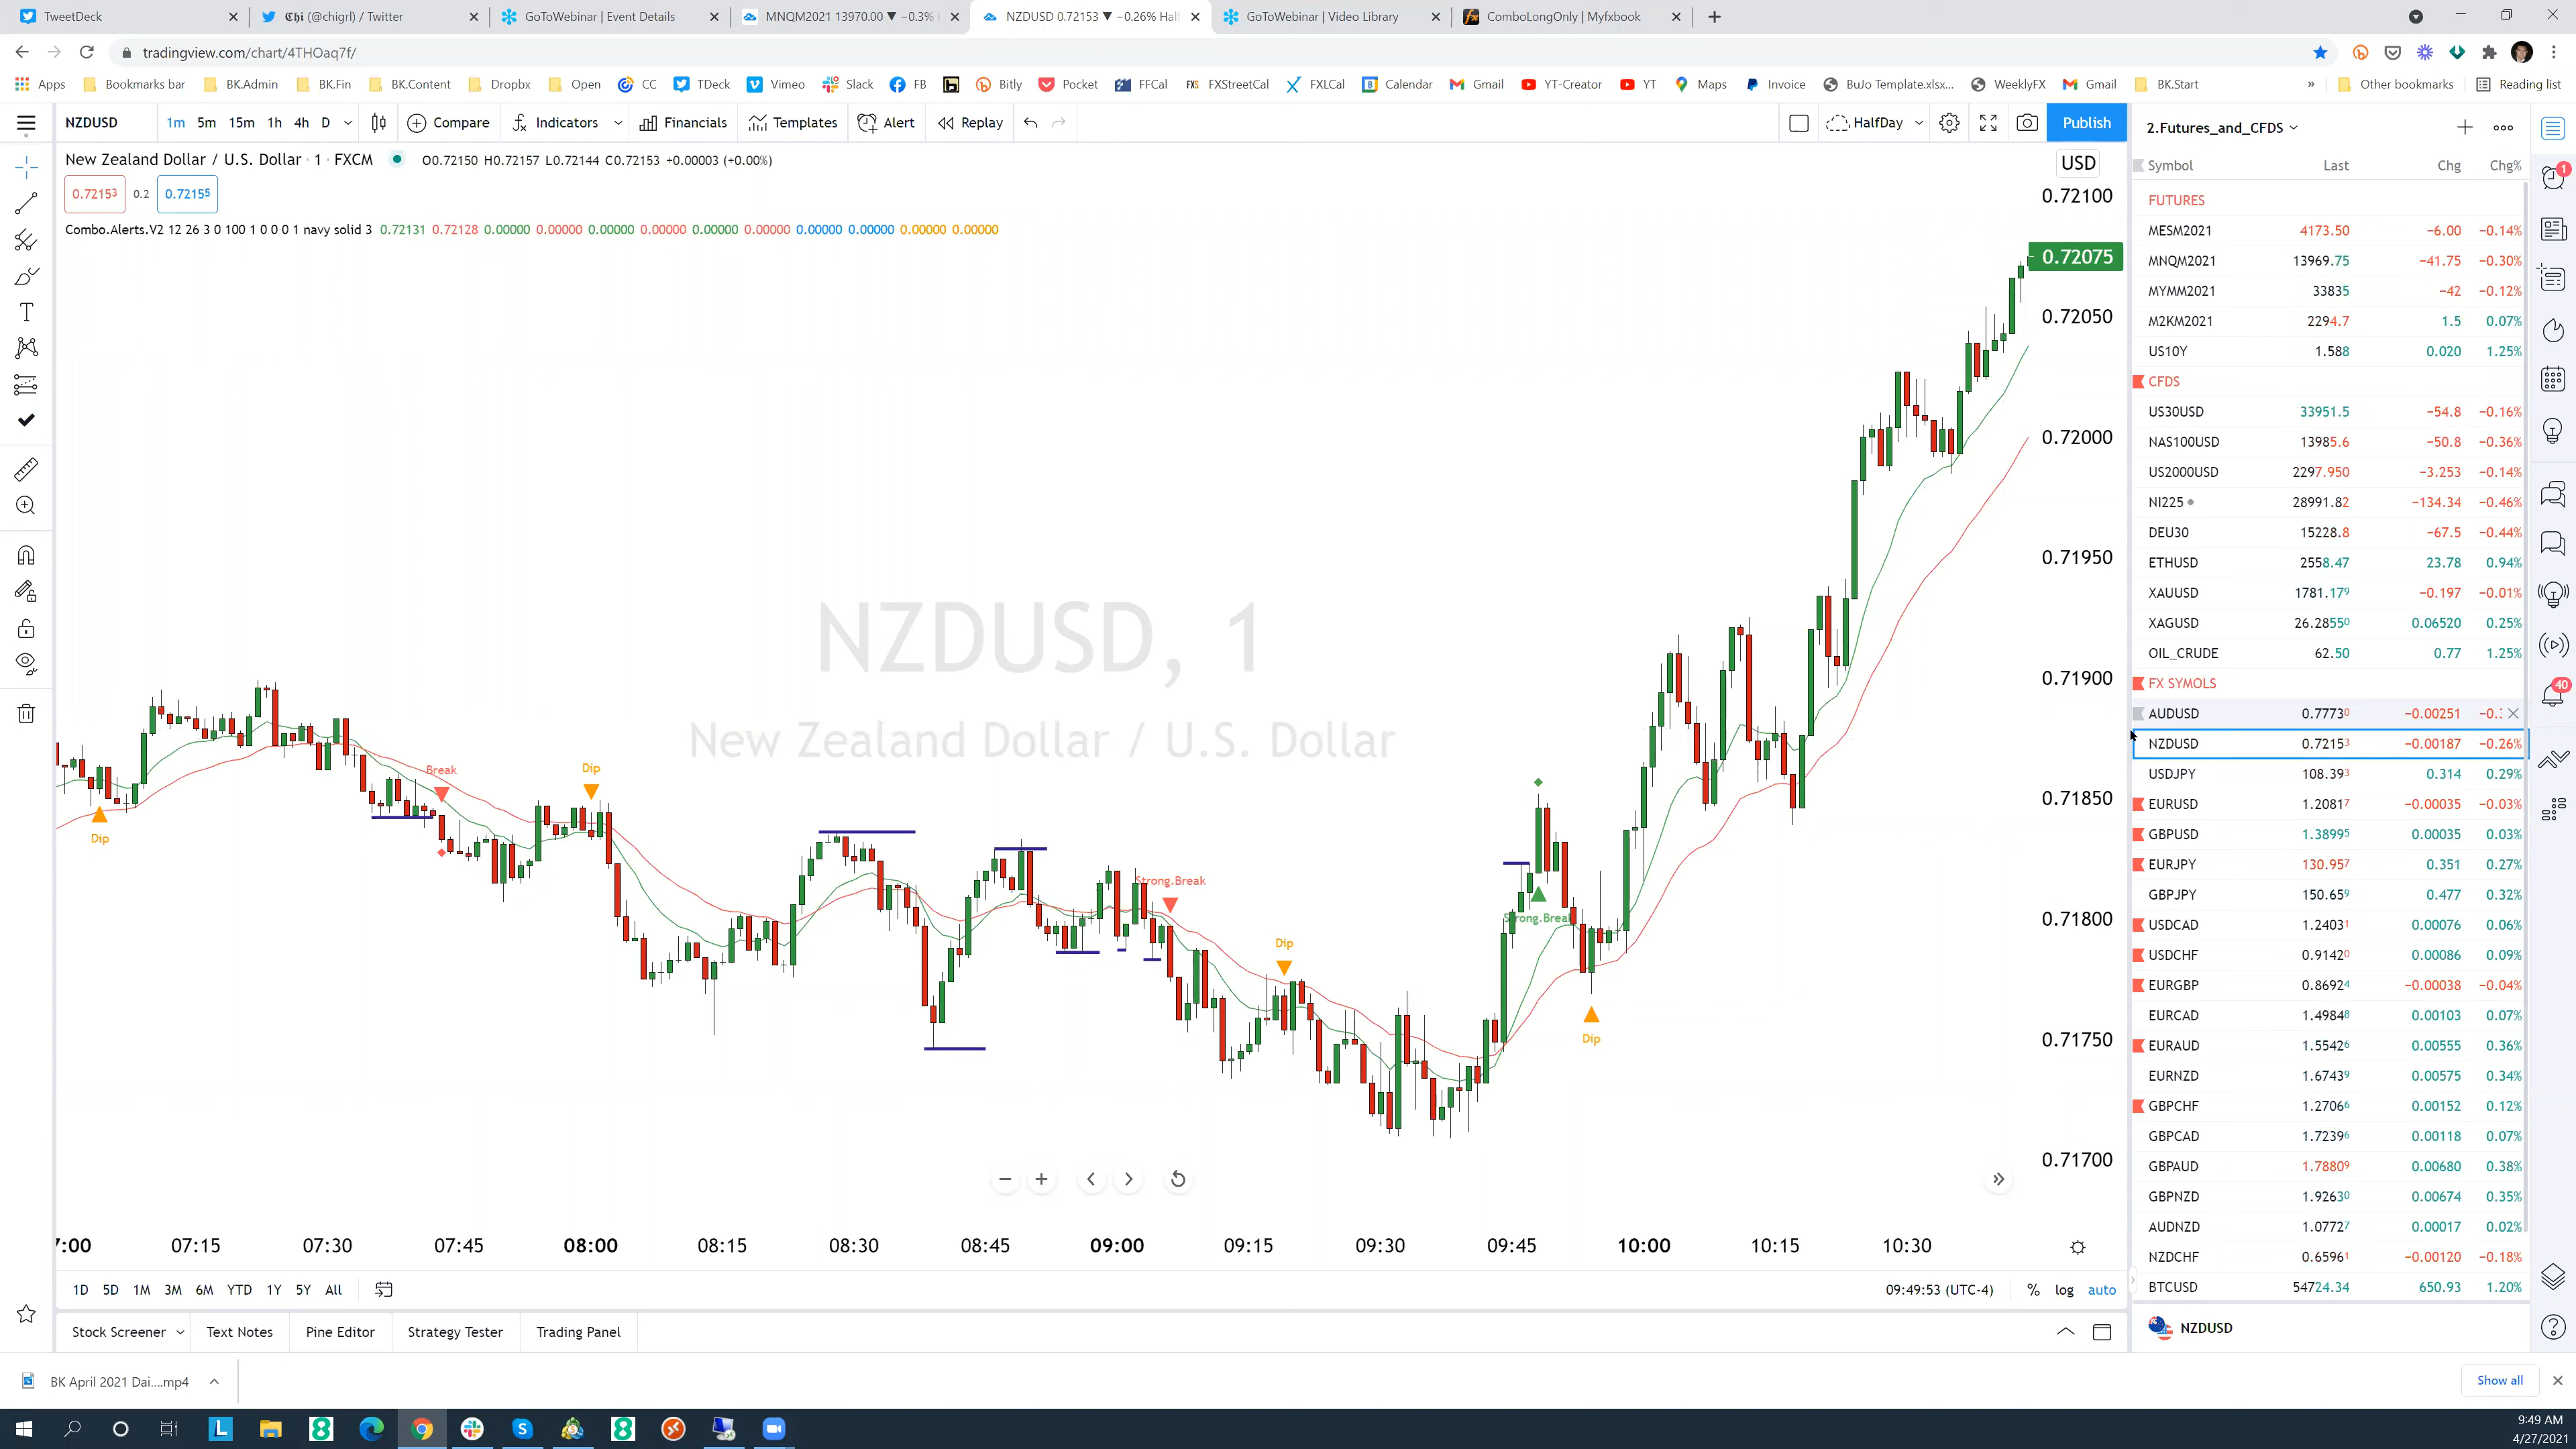 TweetDeck
Chi (@chigrl) / Twitter
GoToWebinar | Event Details
MNQM2021 13970.00 ▼ −0.3%
NZDUSD 0.72153 ▼ −0.26% Half
GoToWebinar | Video Library
ComboLongOnly | Myfxbook
tradingview.com/chart/4THOaq7f/
Apps Bookmarks bar BK.Admin BK.Fin BK.Content Dropbx Open CC TDeck Vimeo Slack FB Bitly Pocket FFCal FXStreetCal FXLCal Calendar Gmail YT-Creator YT Maps Invoice BuJo Template.xlsx... WeeklyFX Gmail BK.Start » Other bookmarks Reading list
NZDUSD 1m 5m 15m 1h 4h D Compare Indicators Financials Templates Alert Replay HalfDay Publish
New Zealand Dollar / U.S. Dollar · 1 · FXCM O0.72150 H0.72157 L0.72144 C0.72153 +0.00003 (+0.00%)
0.72153 0.2 0.72155
Combo.Alerts.V2 12 26 3 0 100 1 0 0 0 1 navy solid 3 0.72131 0.72128 0.00000 0.00000 0.00000 0.00000 0.00000 0.00000 0.00000 0.00000 0.00000 0.00000
USD
0.72100
0.72075
0.72050
0.72000
0.71950
0.71900
0.71850
0.71800
0.71750
0.71700
NZDUSD, 1
New Zealand Dollar / U.S. Dollar
Dip
Break
Dip
Strong.Break
Dip
Strong.Break
Dip
7:00 07:15 07:30 07:45 08:00 08:15 08:30 08:45 09:00 09:15 09:30 09:45 10:00 10:15 10:30
1D 5D 1M 3M 6M YTD 1Y 5Y All 09:49:53 (UTC-4) % log auto
Stock Screener Text Notes Pine Editor Strategy Tester Trading Panel
2.Futures_and_CFDS
Symbol Last Chg Chg%
FUTURES
MESM2021 4173.50 −6.00 −0.14%
MNQM2021 13969.75 −41.75 −0.30%
MYMM2021 33835 −42 −0.12%
M2KM2021 2294.7 1.5 0.07%
US10Y 1.588 0.020 1.25%
CFDS
US30USD 33951.5 −54.8 −0.16%
NAS100USD 13985.6 −50.8 −0.36%
US2000USD 2297.950 −3.253 −0.14%
NI225 28991.82 −134.34 −0.46%
DEU30 15228.8 −67.5 −0.44%
ETHUSD 2558.47 23.78 0.94%
XAUUSD 1781.179 −0.197 −0.01%
XAGUSD 26.28550 0.06520 0.25%
OIL_CRUDE 62.50 0.77 1.25%
FX SYMOLS
AUDUSD 0.77730 −0.00251 −0.3
NZDUSD 0.72153 −0.00187 −0.26%
USDJPY 108.393 0.314 0.29%
EURUSD 1.20817 −0.00035 −0.03%
GBPUSD 1.38995 0.00035 0.03%
EURJPY 130.957 0.351 0.27%
GBPJPY 150.659 0.477 0.32%
USDCAD 1.24031 0.00076 0.06%
USDCHF 0.91420 0.00086 0.09%
EURGBP 0.86924 −0.00038 −0.04%
EURCAD 1.49848 0.00103 0.07%
EURAUD 1.55426 0.00555 0.36%
EURNZD 1.67439 0.00575 0.34%
GBPCHF 1.27066 0.00152 0.12%
GBPCAD 1.72396 0.00118 0.07%
GBPAUD 1.78809 0.00680 0.38%
GBPNZD 1.92630 0.00674 0.35%
AUDNZD 1.07727 0.00017 0.02%
NZDCHF 0.65961 −0.00120 −0.18%
BTCUSD 54724.34 650.93 1.20%
NZDUSD
1
40
BK April 2021 Dai....mp4
Show all
9:49 AM
4/27/2021